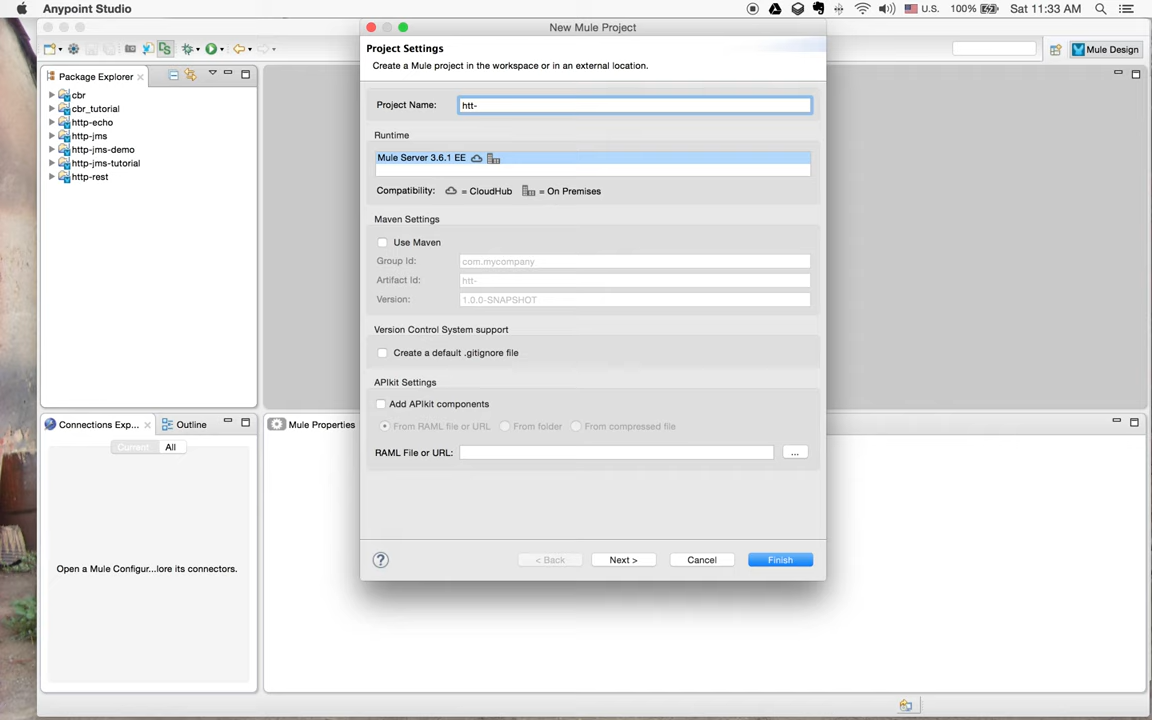 Anypoint Studio
U.S.
100%
Sat 11:33 AM
New Mule Project
Project Settings
Create a Mule project in the workspace or in an external location.
Mule Design
Package Explorer
cbr
cbr_tutorial
http-echo
http-jms
http-jms-demo
http-jms-tutorial
http-rest
Project Name: htt-
Runtime
Mule Server 3.6.1 EE
Compatibility: = CloudHub = On Premises
Maven Settings
Use Maven
Group Id: com.mycompany
Artifact Id: htt-
Version: 1.0.0-SNAPSHOT
Version Control System support
Create a default .gitignore file
APIkit Settings
Add APIkit components
From RAML file or URL From folder From compressed file
RAML File or URL: ...
Connections Exp... Outline
Current All
Open a Mule Configur...lore its connectors.
Mule Properties
? < Back Next > Cancel Finish